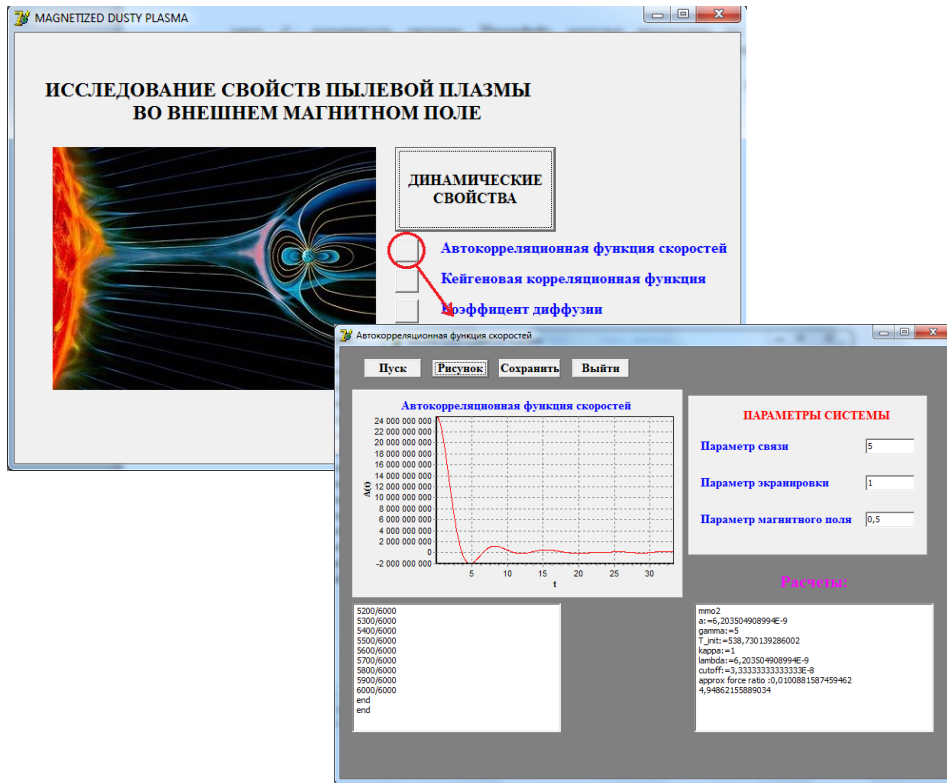 MAGNETIZED DUSTY PLASMA
ИССЛЕДОВАНИЕ СВОЙСТВ ПЫЛЕВОЙ ПЛАЗМЫ
ВО ВНЕШНЕМ МАГНИТНОМ ПОЛЕ
ДИНАМИЧЕСКИЕ
СВОЙСТВА
Автокорреляционная функция скоростей
Кейгеновая корреляционная функция
Коэффицент диффузии
Автокорреляционная функция скоростей
Пуск Рисунок Сохранить Выйти
Автокорреляционная функция скоростей
24 000 000 000
22 000 000 000
20 000 000 000
18 000 000 000
16 000 000 000
14 000 000 000
12 000 000 000
10 000 000 000
8 000 000 000
6 000 000 000
4 000 000 000
2 000 000 000
0
-2 000 000 000
A(t)
5 10 15 20 25 30
t
ПАРАМЕТРЫ СИСТЕМЫ
Параметр связи 5
Параметр экранировки 1
Параметр магнитного поля 0,5
Расчеты:
5200/6000
5300/6000
5400/6000
5500/6000
5600/6000
5700/6000
5800/6000
5900/6000
6000/6000
end
end
mmo2
a:=6,203504908994E-9
gamma:=5
T_init:=538,730139286002
kappa:=1
lambda:=6,203504908994E-9
cutoff:=3,33333333333333E-8
approx force ratio :0,0100881587459462
4,94862155889034